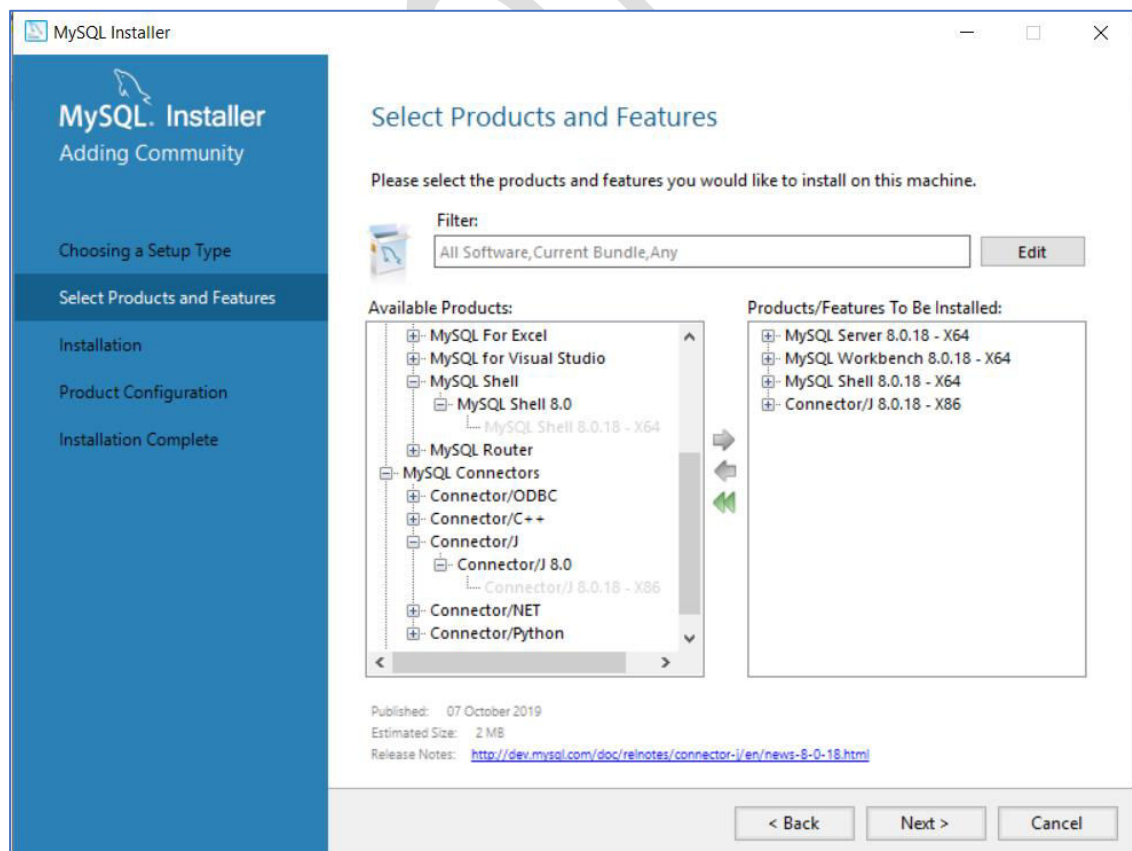 MySQL Installer
MySQL. Installer
Adding Community
Choosing a Setup Type
Select Products and Features
Installation
Product Configuration
Installation Complete
Select Products and Features
Please select the products and features you would like to install on this machine.
Filter:
All Software,Current Bundle,Any
Edit
Available Products:
MySQL For Excel
MySQL for Visual Studio
MySQL Shell
MySQL Shell 8.0
MySQL Shell 8.0.18 - X64
MySQL Router
MySQL Connectors
Connector/ODBC
Connector/C++
Connector/J
Connector/J 8.0
Connector/J 8.0.18 - X86
Connector/NET
Connector/Python
Products/Features To Be Installed:
MySQL Server 8.0.18 - X64
MySQL Workbench 8.0.18 - X64
MySQL Shell 8.0.18 - X64
Connector/J 8.0.18 - X86
Published: 07 October 2019
Estimated Size: 2 MB
Release Notes: http://dev.mysql.com/doc/relnotes/connector-j/en/news-8-0-18.html
< Back
Next >
Cancel